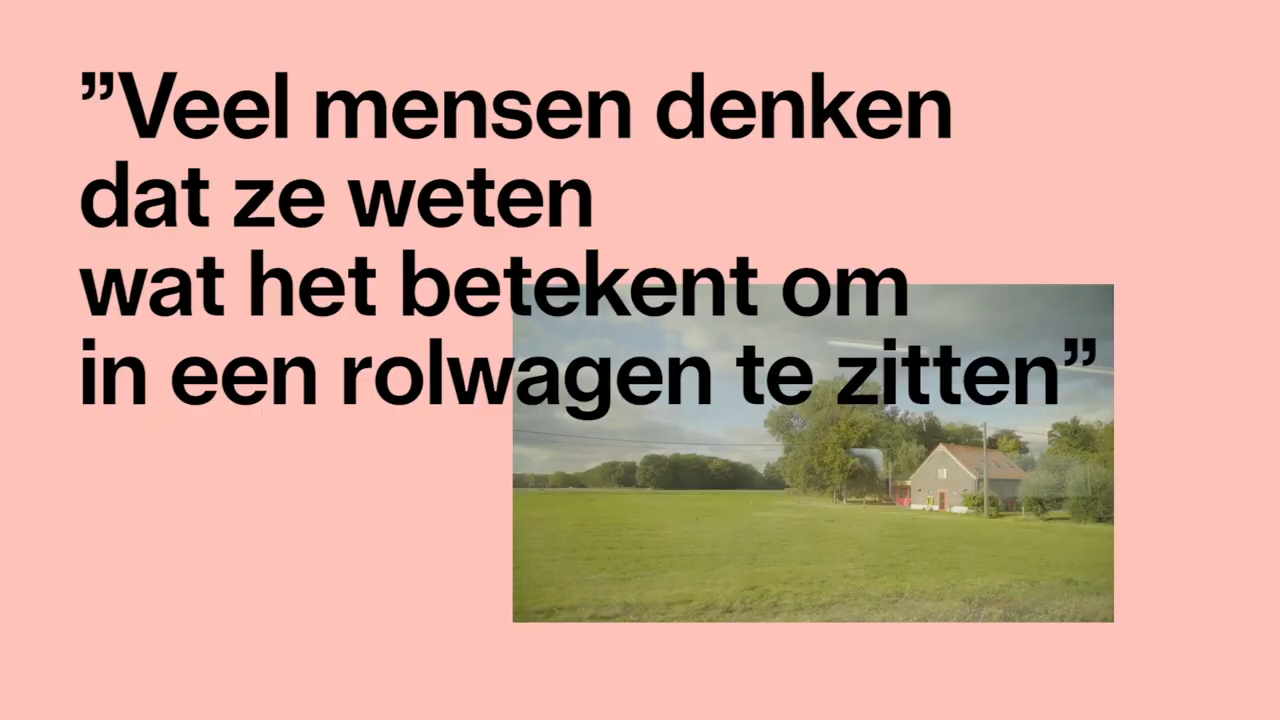 ”Veel mensen denken
dat ze weten
wat het betekent om
in een rolwagen te zitten”